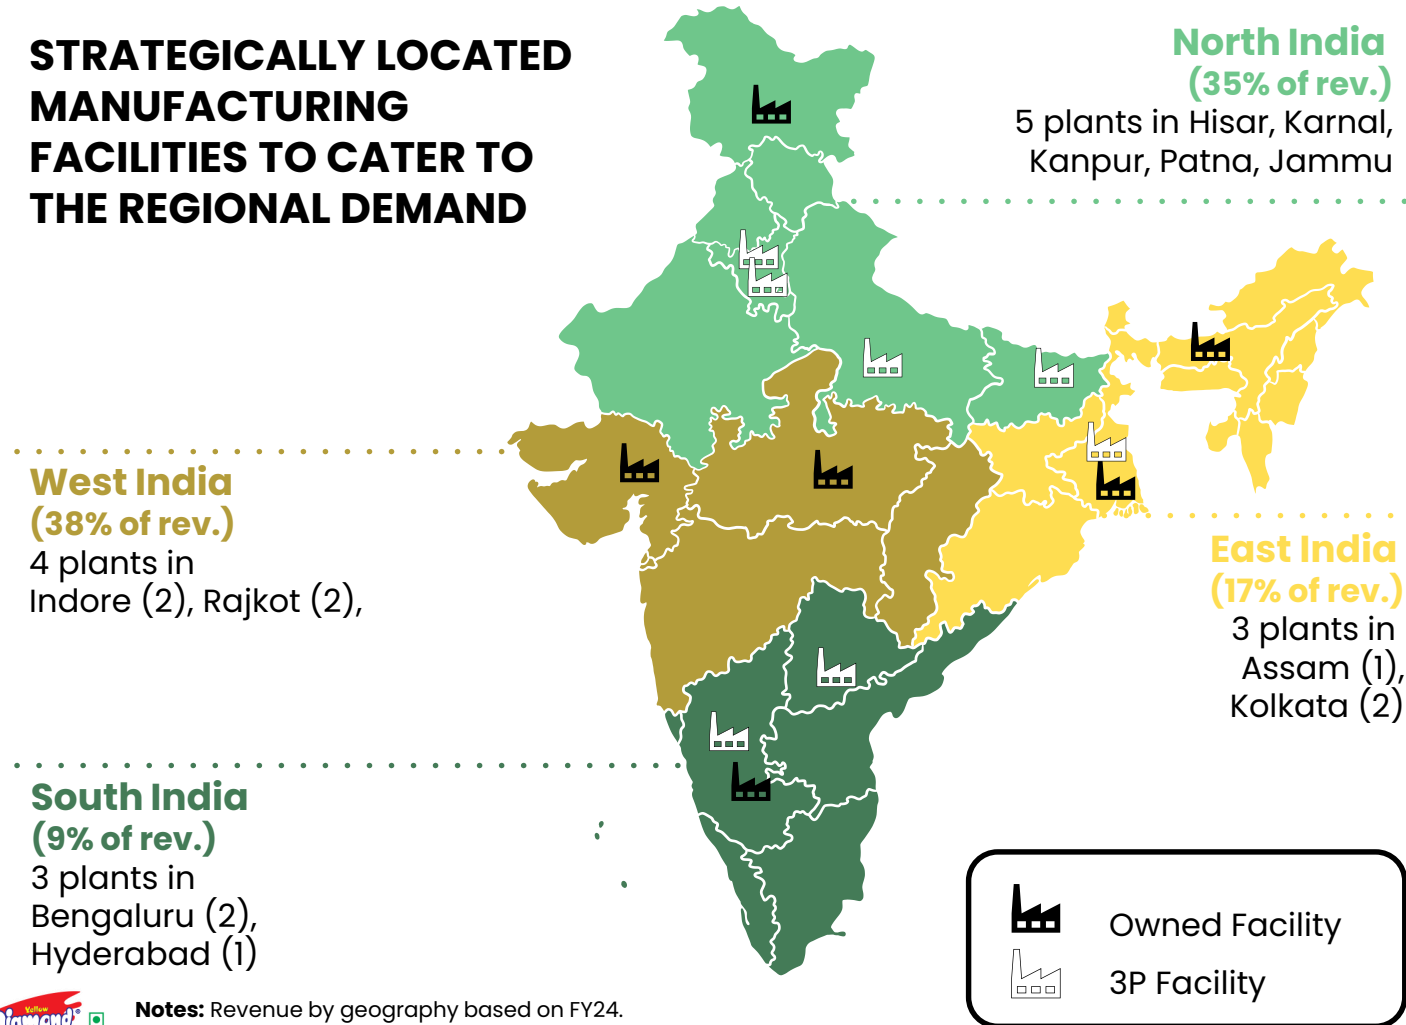 STRATEGICALLY LOCATED
MANUFACTURING
FACILITIES TO CATER TO
THE REGIONAL DEMAND
North India
(35% of rev.)
5 plants in Hisar, Karnal,
Kanpur, Patna, Jammu
West India
(38% of rev.)
4 plants in
Indore (2), Rajkot (2),
East India
(17% of rev.)
3 plants in
Assam (1),
Kolkata (2)
South India
(9% of rev.)
3 plants in
Bengaluru (2),
Hyderabad (1)
Owned Facility
3P Facility
Yellow
Diamond
Notes: Revenue by geography based on FY24.